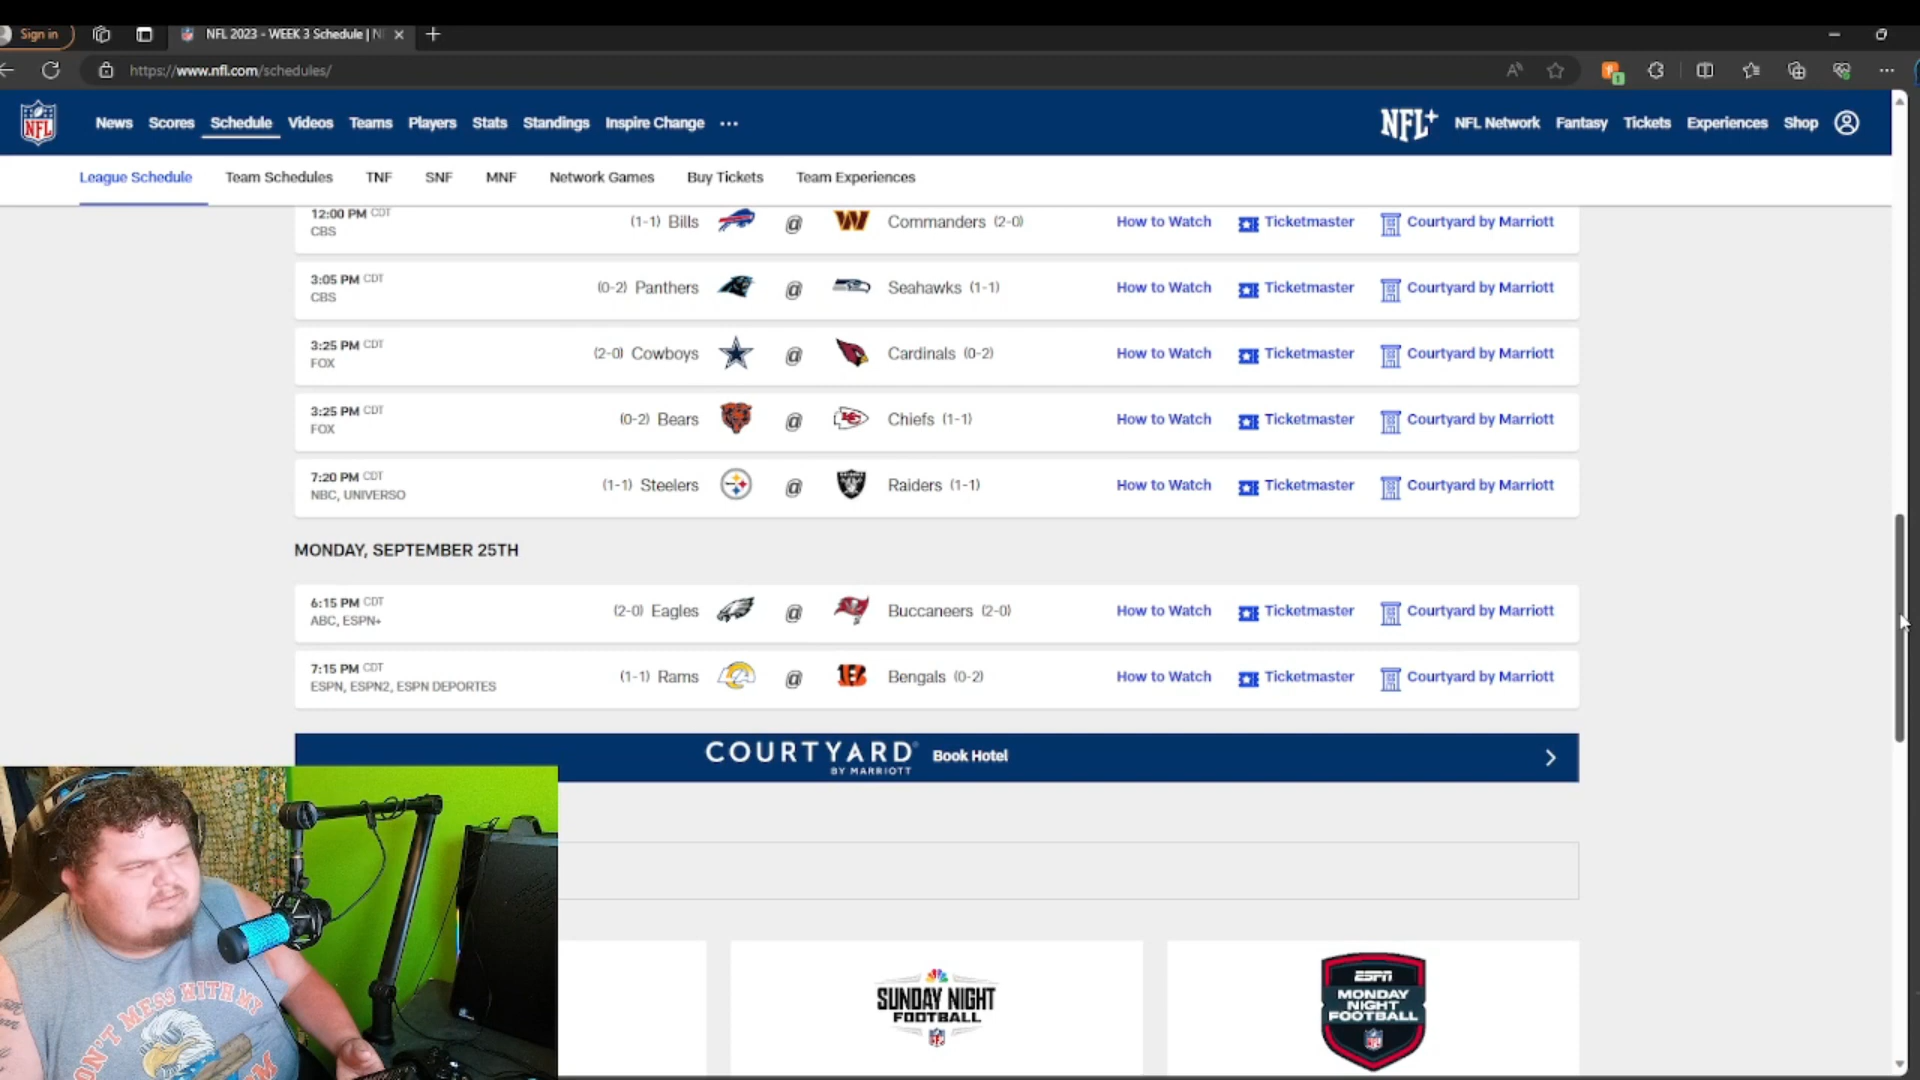 Sign in
NFL 2023 - WEEK 3 Schedule | N
https://www.nfl.com/schedules/
NFL News Scores Schedule Videos Teams Players Stats Standings Inspire Change ... NFL+ NFL Network Fantasy Tickets Experiences Shop
League Schedule Team Schedules TNF SNF MNF Network Games Buy Tickets Team Experiences
12:00 PM CDT
CBS
(1-1) Bills @ W Commanders (2-0) How to Watch Ticketmaster Courtyard by Marriott
3:05 PM CDT
CBS
(0-2) Panthers @ Seahawks (1-1) How to Watch Ticketmaster Courtyard by Marriott
3:25 PM CDT
FOX
(2-0) Cowboys @ Cardinals (0-2) How to Watch Ticketmaster Courtyard by Marriott
3:25 PM CDT
FOX
(0-2) Bears @ KC Chiefs (1-1) How to Watch Ticketmaster Courtyard by Marriott
7:20 PM CDT
NBC, UNIVERSO
(1-1) Steelers @ Raiders (1-1) How to Watch Ticketmaster Courtyard by Marriott
MONDAY, SEPTEMBER 25TH
6:15 PM CDT
ABC, ESPN+
(2-0) Eagles @ Buccaneers (2-0) How to Watch Ticketmaster Courtyard by Marriott
7:15 PM CDT
ESPN, ESPN2, ESPN DEPORTES
(1-1) Rams @ B Bengals (0-2) How to Watch Ticketmaster Courtyard by Marriott
COURTYARD Book Hotel
BY MARRIOTT
SUNDAY NIGHT
FOOTBALL
ESPN
MONDAY
NIGHT
FOOTBALL
ON'T MESS WITH MY